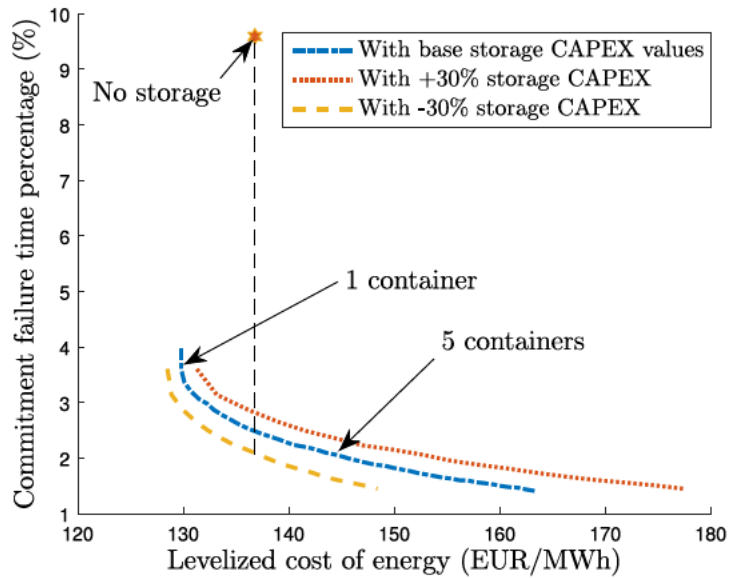 Commitment failure time percentage (%)
10
9
8
7
6
5
4
3
2
1
With base storage CAPEX values
With +30% storage CAPEX
With -30% storage CAPEX
No storage
1 container
5 containers
120
130
140
150
160
170
180
Levelized cost of energy (EUR/MWh)